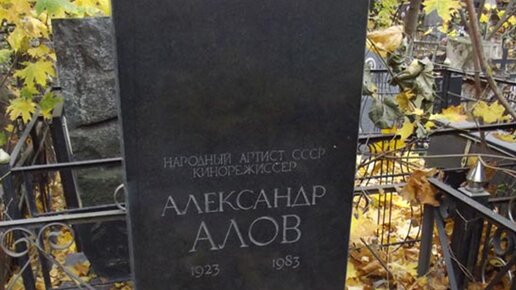 НАРОДНЫЙ АРТИСТ СССР
КИНОРЕЖИССЕР
АЛЕКСАНДР
АЛОВ
1923 1983